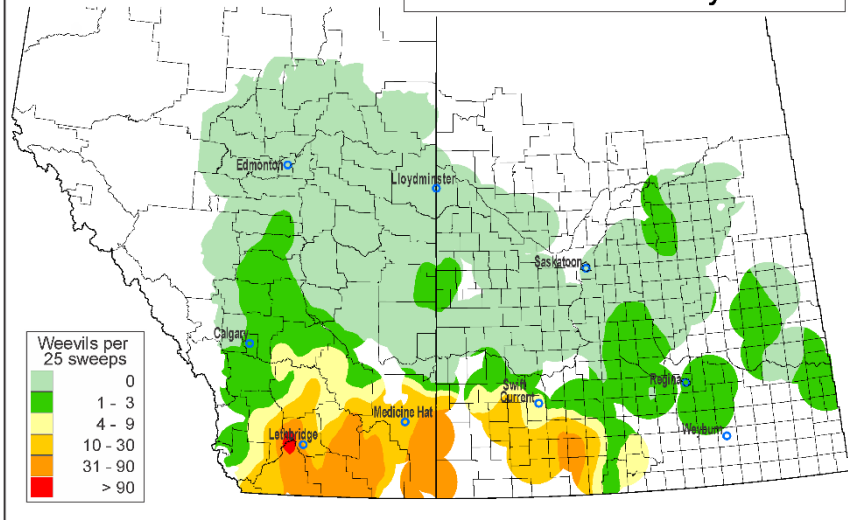 Edmonton
Lloydminster
Saskatoon
Calgary
Weevils per
25 sweeps
0
1 - 3
4 - 9
10 - 30
31 - 90
> 90
Swift
Current
Regina
Medicine Hat
Weyburn
Lethbridge